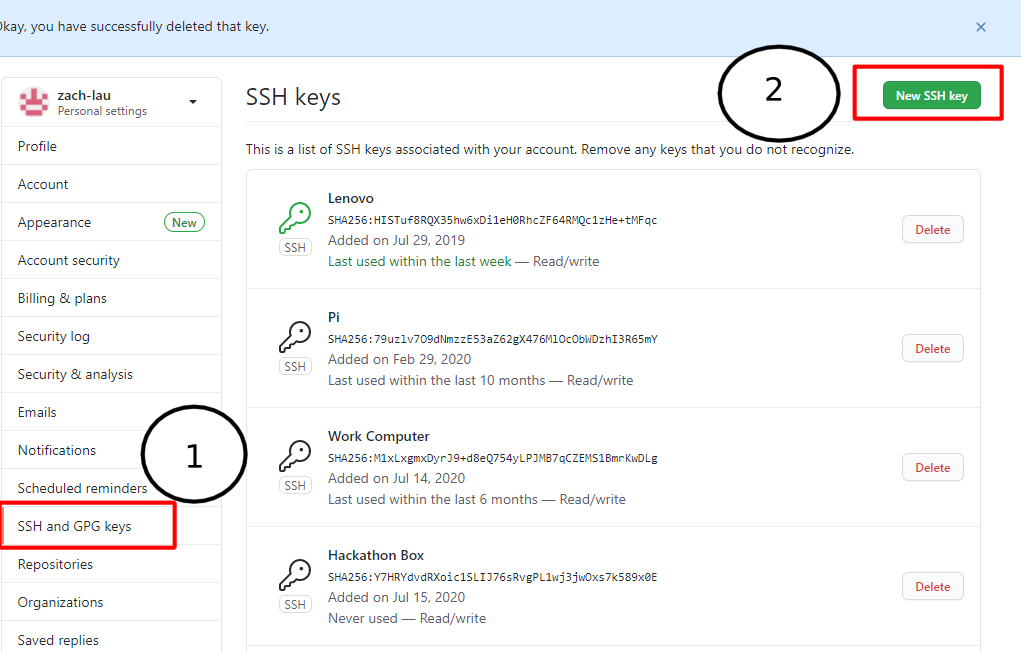 Okay, you have successfully deleted that key.
×
zach-lau
Personal settings
Profile
Account
Appearance New
Account security
Billing & plans
Security log
Security & analysis
Emails
Notifications
Scheduled reminders
SSH and GPG keys
Repositories
Organizations
Saved replies
1
SSH keys
2
New SSH key
This is a list of SSH keys associated with your account. Remove any keys that you do not recognize.
Lenovo
SHA256:HISTuf8RQX35hw6xDi1eH0RhcZF64RMQc1zHe+tMFqc
SSH
Added on Jul 29, 2019
Last used within the last week — Read/write
Delete
Pi
SHA256:79uzlv7O9dNmzzE53aZ62gX476MlOcObWDzhI3R65mY
SSH
Added on Feb 29, 2020
Last used within the last 10 months — Read/write
Delete
Work Computer
SHA256:M1xLxgmxDyrJ9+d8eQ754yLPJMB7qCZEMS1BmrKwDLg
SSH
Added on Jul 14, 2020
Last used within the last 6 months — Read/write
Delete
Hackathon Box
SHA256:Y7HRYdvdRXoic1SLIJ76sRvgPL1wj3jwOxs7k589x0E
SSH
Added on Jul 15, 2020
Never used — Read/write
Delete